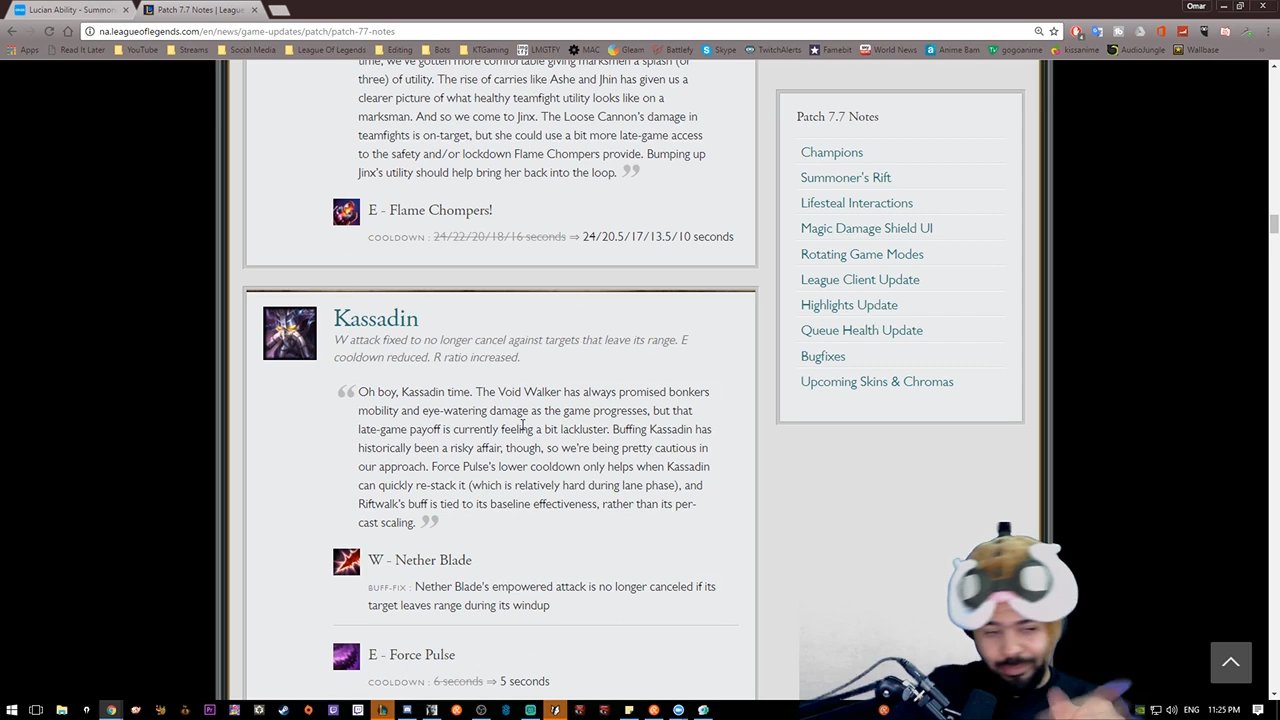 Lucian Ability - Summon
Patch 7.7 Notes | League
Omar
na.leagueoflegends.com/en/news/game-updates/patch/patch-77-notes
Apps
Read It Later
YouTube
Streams
Social Media
League Of Legends
Editing
Bots
KTGaming
LMGTFY
MAC
Gleam
Battlefy
Skype
TwitchAlerts
Famebit
World News
Anime Bam
gogoanime
kissanime
AudioJungle
Wallbase
time, we've gotten more comfortable giving marksmen a splash (or
three) of utility. The rise of carries like Ashe and Jhin has given us a
clearer picture of what healthy teamfight utility looks like on a
marksman. And so we come to Jinx. The Loose Cannon's damage in
teamfights is on-target, but she could use a bit more late-game access
to the safety and/or lockdown Flame Chompers provide. Bumping up
Jinx's utility should help bring her back into the loop.
E - Flame Chompers!
COOLDOWN : 24/22/20/18/16 seconds ⇒ 24/20.5/17/13.5/10 seconds
Kassadin
W attack fixed to no longer cancel against targets that leave its range. E
cooldown reduced. R ratio increased.
Oh boy, Kassadin time. The Void Walker has always promised bonkers
mobility and eye-watering damage as the game progresses, but that
late-game payoff is currently feeling a bit lackluster. Buffing Kassadin has
historically been a risky affair, though, so we're being pretty cautious in
our approach. Force Pulse's lower cooldown only helps when Kassadin
can quickly re-stack it (which is relatively hard during lane phase), and
Riftwalk's buff is tied to its baseline effectiveness, rather than its per-
cast scaling.
W - Nether Blade
BUFF-FIX : Nether Blade's empowered attack is no longer canceled if its
target leaves range during its windup
E - Force Pulse
COOLDOWN : 6 seconds ⇒ 5 seconds
Patch 7.7 Notes
Champions
Summoner's Rift
Lifesteal Interactions
Magic Damage Shield UI
Rotating Game Modes
League Client Update
Highlights Update
Queue Health Update
Bugfixes
Upcoming Skins & Chromas
ENG
11:25 PM